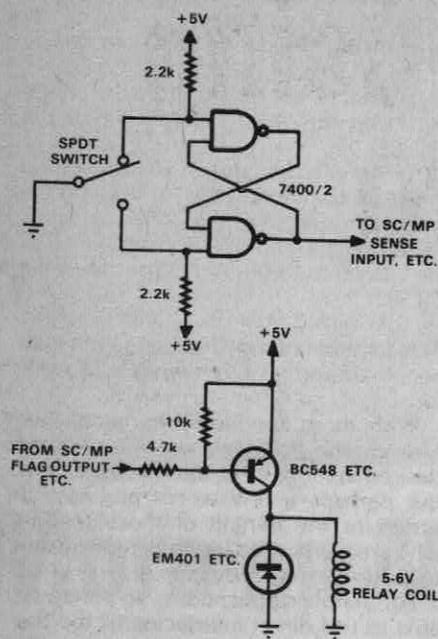 +5V
2.2k
SPDT
SWITCH
7400/2
TO SC/MP
SENSE
INPUT, ETC.
2.2k
+5V
+5V
10k
FROM SC/MP
FLAG OUTPUT
ETC.
4.7k
BC548 ETC.
EM401 ETC.
5-6V
RELAY COIL